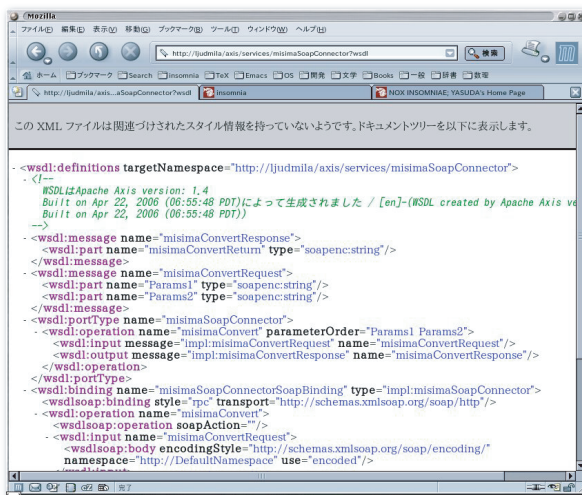 Mozilla
ファイル(F) 編集(E) 表示(V) 移動(G) ブックマーク(B) ツール(T) ウィンドウ(W) ヘルプ(H)
http://ljudmila/axis/services/misimaSoapConnector?wsdl 検索
ホーム ブックマーク Search insomnia TeX Emacs OS 開発 文学 Books 一般 辞書 数理
http://ljudmila/axis...aSoapConnector?wsdl insomnia NOX INSOMNIAE; YASUDA's Home Page
この XML ファイルは関連づけされたスタイル情報を持っていないようです。ドキュメントツリーを以下に表示します。
- <wsdl:definitions targetNamespace="http://ljudmila/axis/services/misimaSoapConnector">
- <!--
WSDLはApache Axis version: 1.4
Built on Apr 22, 2006 (06:55:48 PDT)によって生成されました / [en]-(WSDL created by Apache Axis ve
Built on Apr 22, 2006 (06:55:48 PDT))
-->
- <wsdl:message name="misimaConvertResponse">
<wsdl:part name="misimaConvertReturn" type="soapenc:string"/>
</wsdl:message>
- <wsdl:message name="misimaConvertRequest">
<wsdl:part name="Params1" type="soapenc:string"/>
<wsdl:part name="Params2" type="soapenc:string"/>
</wsdl:message>
- <wsdl:portType name="misimaSoapConnector">
- <wsdl:operation name="misimaConvert" parameterOrder="Params1 Params2">
<wsdl:input message="impl:misimaConvertRequest" name="misimaConvertRequest"/>
<wsdl:output message="impl:misimaConvertResponse" name="misimaConvertResponse"/>
</wsdl:operation>
</wsdl:portType>
- <wsdl:binding name="misimaSoapConnectorSoapBinding" type="impl:misimaSoapConnector">
<wsdlsoap:binding style="rpc" transport="http://schemas.xmlsoap.org/soap/http"/>
- <wsdl:operation name="misimaConvert">
<wsdlsoap:operation soapAction=""/>
- <wsdl:input name="misimaConvertRequest">
<wsdlsoap:body encodingStyle="http://schemas.xmlsoap.org/soap/encoding/"
namespace="http://DefaultNamespace" use="encoded"/>
</wsdl:input>
完了